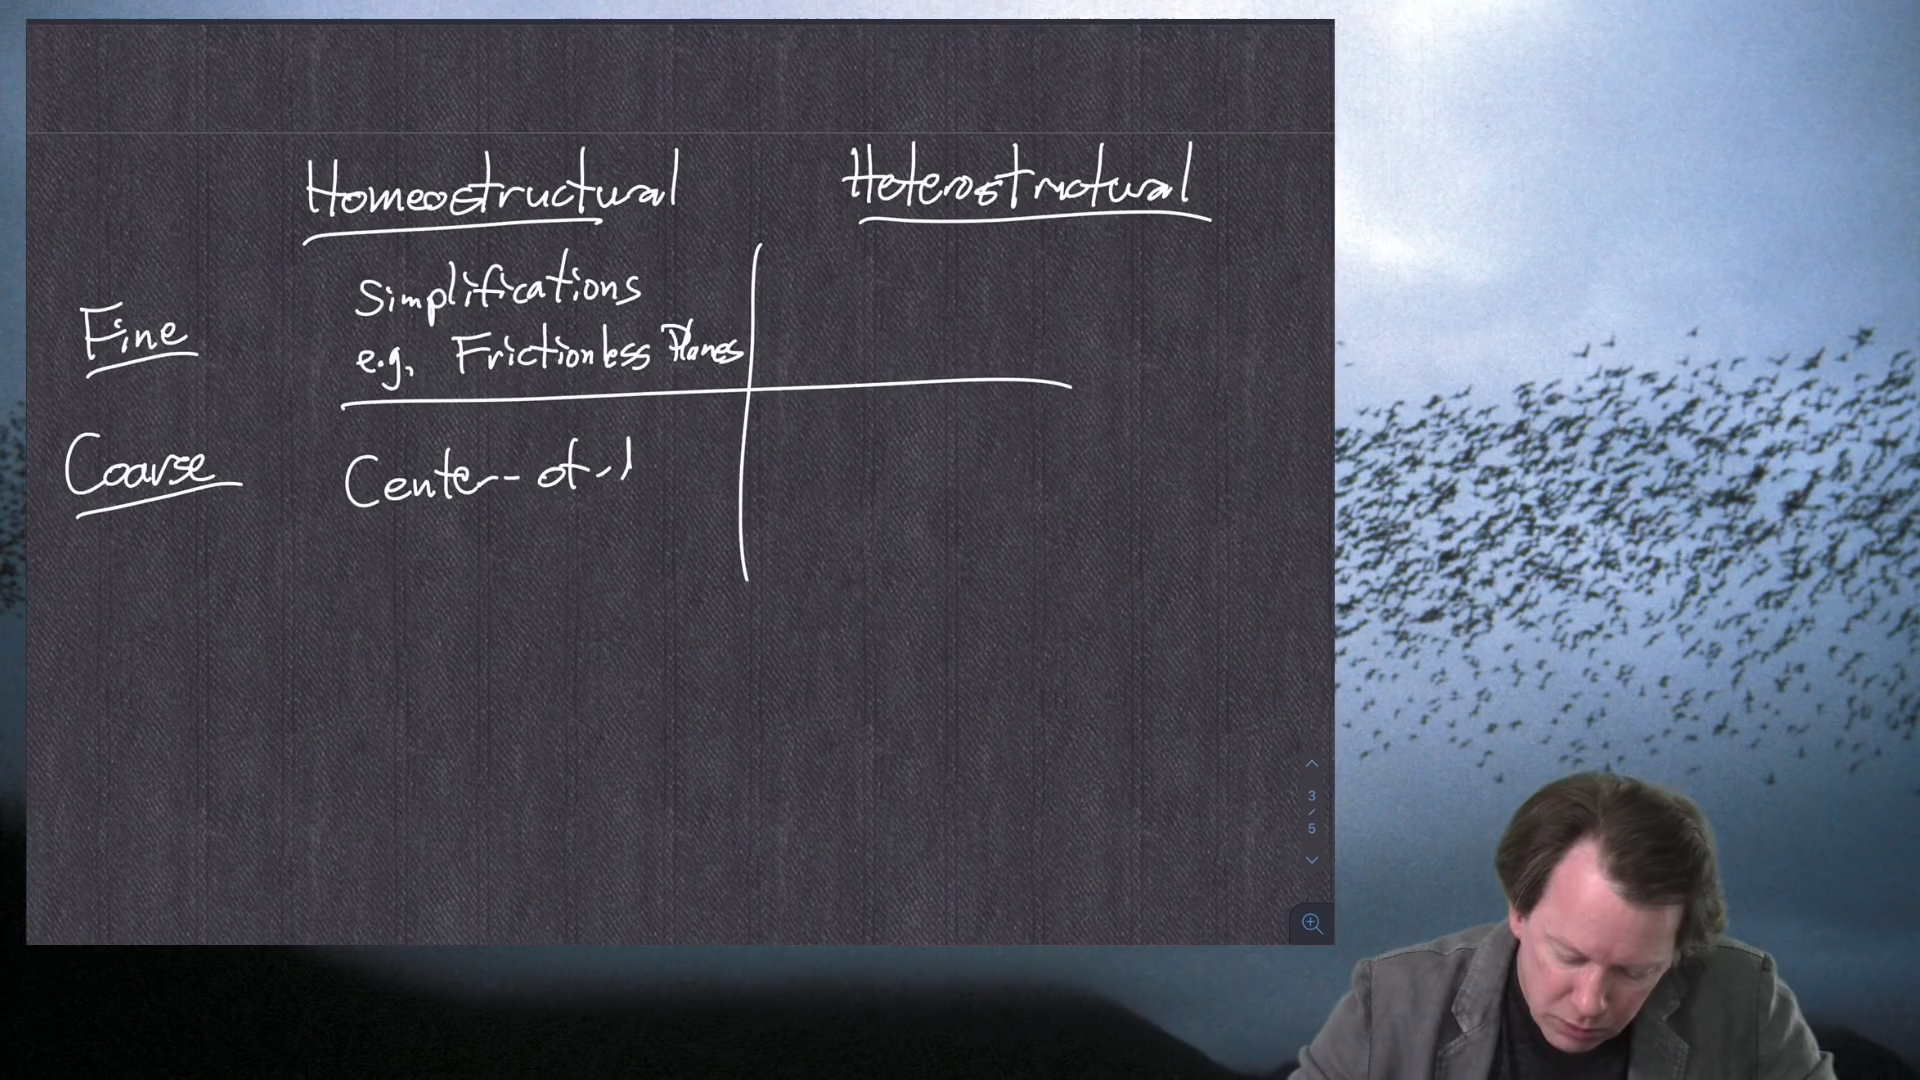 Homeostructural Heterostructural
Fine
Simplifications
e.g. Frictionless Planes
Coarse
Center-of-
3
/
5